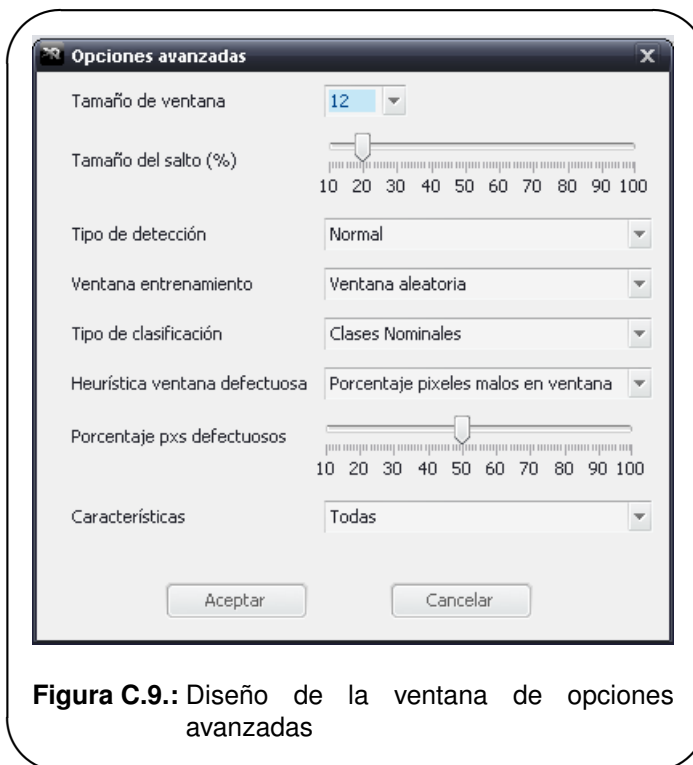 Opciones avanzadas
Tamaño de ventana 12
Tamaño del salto (%)
10 20 30 40 50 60 70 80 90 100
Tipo de detección Normal
Ventana entrenamiento Ventana aleatoria
Tipo de clasificación Clases Nominales
Heurística ventana defectuosa Porcentaje pixeles malos en ventana
Porcentaje pxs defectuosos
10 20 30 40 50 60 70 80 90 100
Características Todas
Aceptar Cancelar
Figura C.9.: Diseño de la ventana de opciones
avanzadas